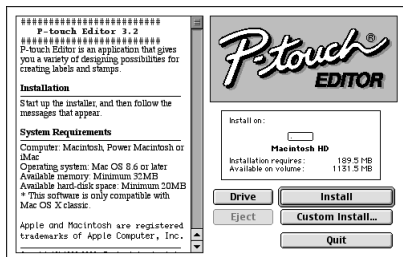 #########################
P-touch Editor 3.2
#########################
P-touch Editor is an application that gives
you a variety of designing possibilities for
creating labels and stamps.
Installation
Start up the installer, and then follow the
messages that appear.
System Requirements
Computer: Macintosh, Power Macintosh or
iMac
Operating system: Mac OS 8.6 or later
Available memory: Minimum 32MB
Available hard-disk space: Minimum 20MB
* This software is only compatible with
Mac OS X classic.
Apple and Macintosh are registered
trademarks of Apple Computer, Inc.
P-touch®
EDITOR
Install on:
Macintosh HD
Installation requires: 189.5 MB
Available on volume: 1131.5 MB
Drive
Install
Eject
Custom Install...
Quit